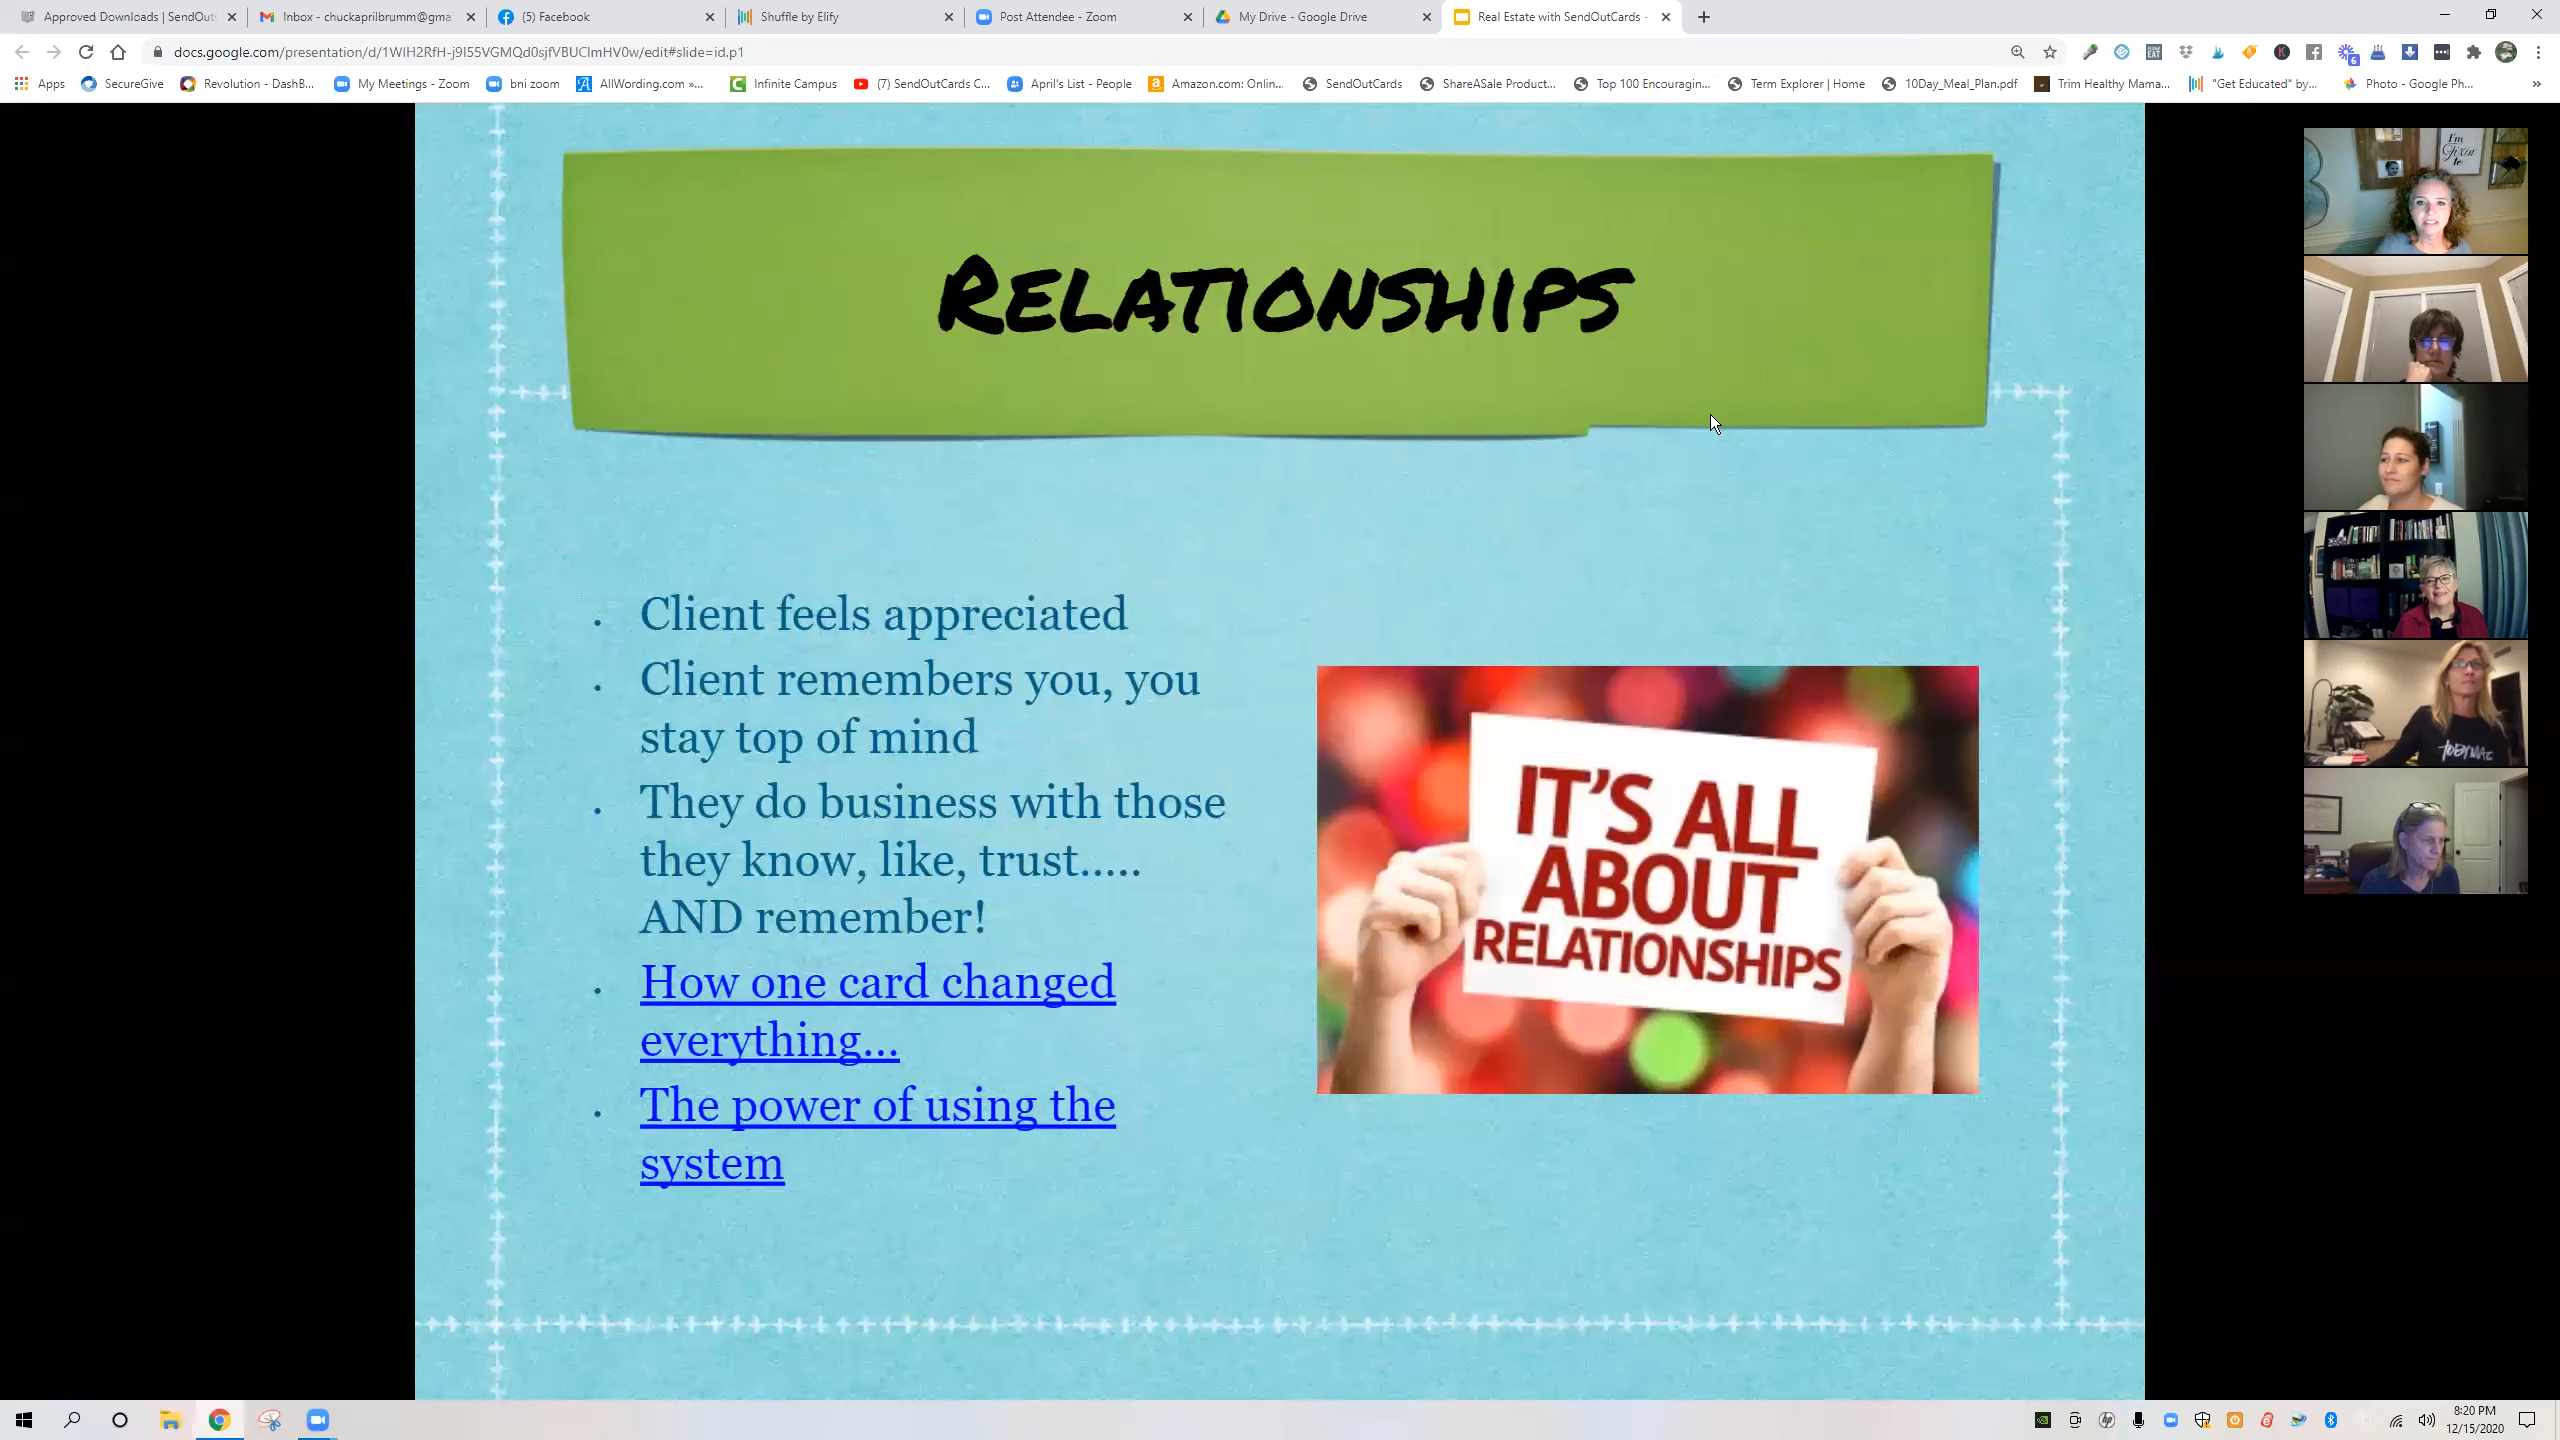 Approved Downloads | SendOut
Inbox - chuckaprilbrumm@gma
(5) Facebook
Shuffle by Elify
Post Attendee - Zoom
My Drive - Google Drive
Real Estate with SendOutCards -
docs.google.com/presentation/d/1WIH2RfH-j9I55VGMQd0sjfVBUClmHV0w/edit#slide=id.p1
Apps
SecureGive
Revolution - DashB...
My Meetings - Zoom
bni zoom
AllWording.com »...
Infinite Campus
(7) SendOutCards C...
April's List - People
Amazon.com: Onlin...
SendOutCards
ShareASale Product...
Top 100 Encouragin...
Term Explorer | Home
10Day_Meal_Plan.pdf
Trim Healthy Mama...
"Get Educated" by...
Photo - Google Ph...
»
RELATIONSHIPS
I'm
Fixin'
to
Client feels appreciated
Client remembers you, you
stay top of mind
They do business with those
they know, like, trust.....
AND remember!
How one card changed
everything...
The power of using the
system
IT'S ALL
ABOUT
RELATIONSHIPS
TOBYMAC
8:20 PM
12/15/2020